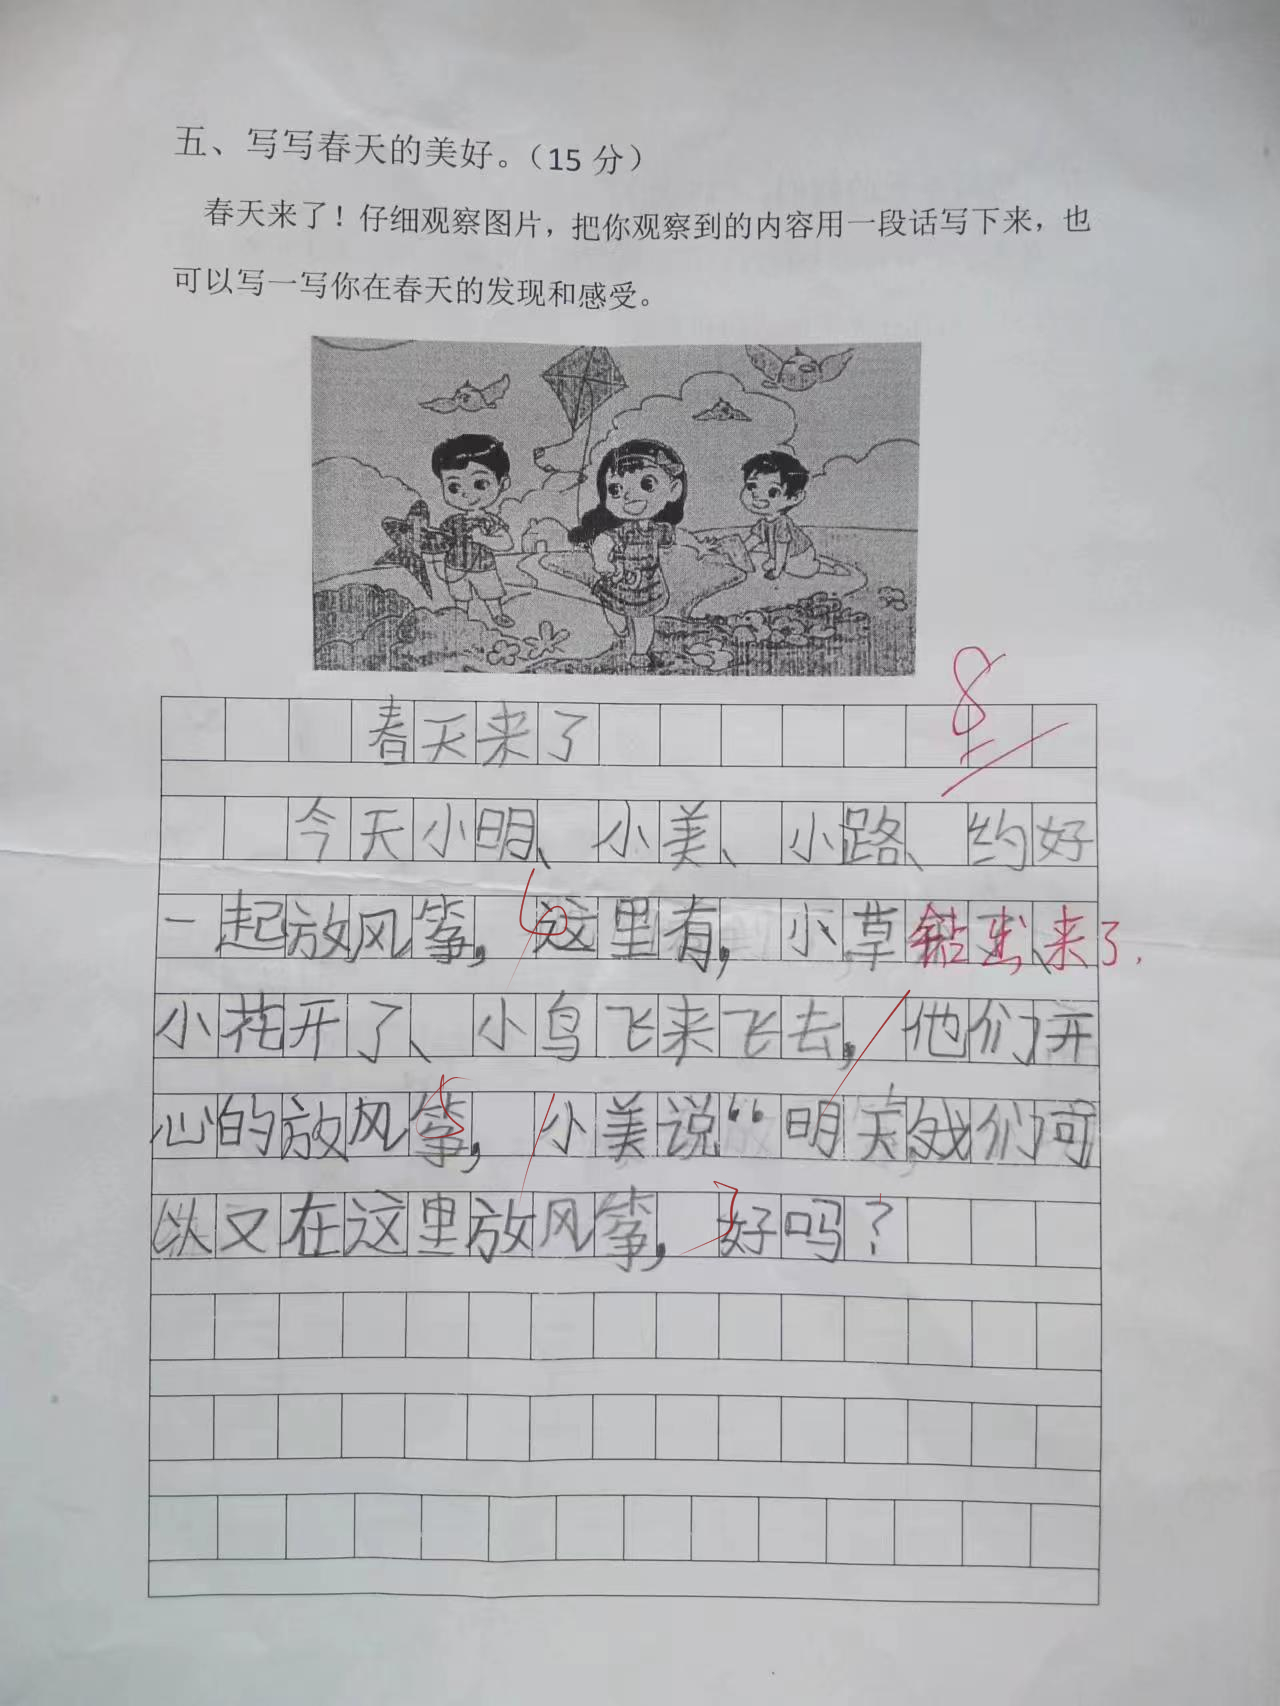 五、写写春天的美好。（15 分）
春天来了！仔细观察图片，把你观察到的内容用一段话写下来，也
可以写一写你在春天的发现和感受。
8
春天来了
今天小明、小美、小路、约好
一起放风筝，这里有，小草钻出来了.
小花开了、小鸟飞来飞去，他们开
心的放风筝，小美说“明天我们可
以又在这里放风筝，好吗？